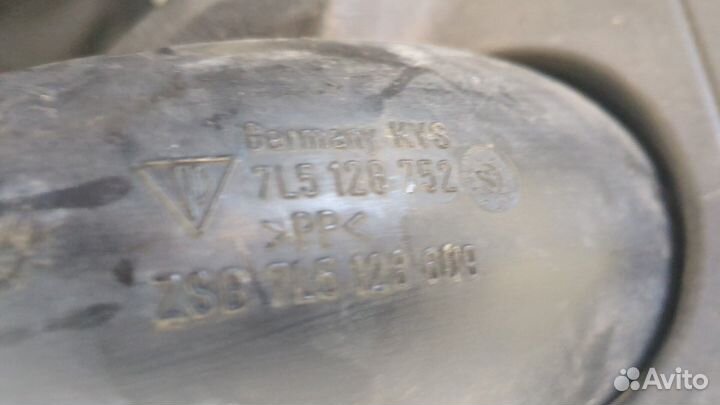 Germany KYS
7L5 128 752
>PP<
ZSB 7L5 128 609
Avito